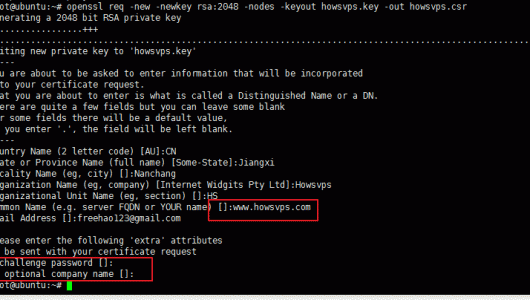 ot@ubuntu:~# openssl req -new -newkey rsa:2048 -nodes -keyout howsvps.key -out howsvps.csr
enerating a 2048 bit RSA private key
................+++
iting new private key to 'howsvps.key'
---
u are about to be asked to enter information that will be incorporated
to your certificate request.
at you are about to enter is what is called a Distinguished Name or a DN.
ere are quite a few fields but you can leave some blank
r some fields there will be a default value,
you enter '.', the field will be left blank.
---
untry Name (2 letter code) [AU]:CN
ate or Province Name (full name) [Some-State]:Jiangxi
cality Name (eg, city) []:Nanchang
ganization Name (eg, company) [Internet Widgits Pty Ltd]:Howsvps
ganizational Unit Name (eg, section) []:HS
mmon Name (e.g. server FQDN or YOUR name) []:www.howsvps.com
ail Address []:freehao123@gmail.com
ease enter the following 'extra' attributes
be sent with your certificate request
challenge password []:
optional company name []:
ot@ubuntu:~#